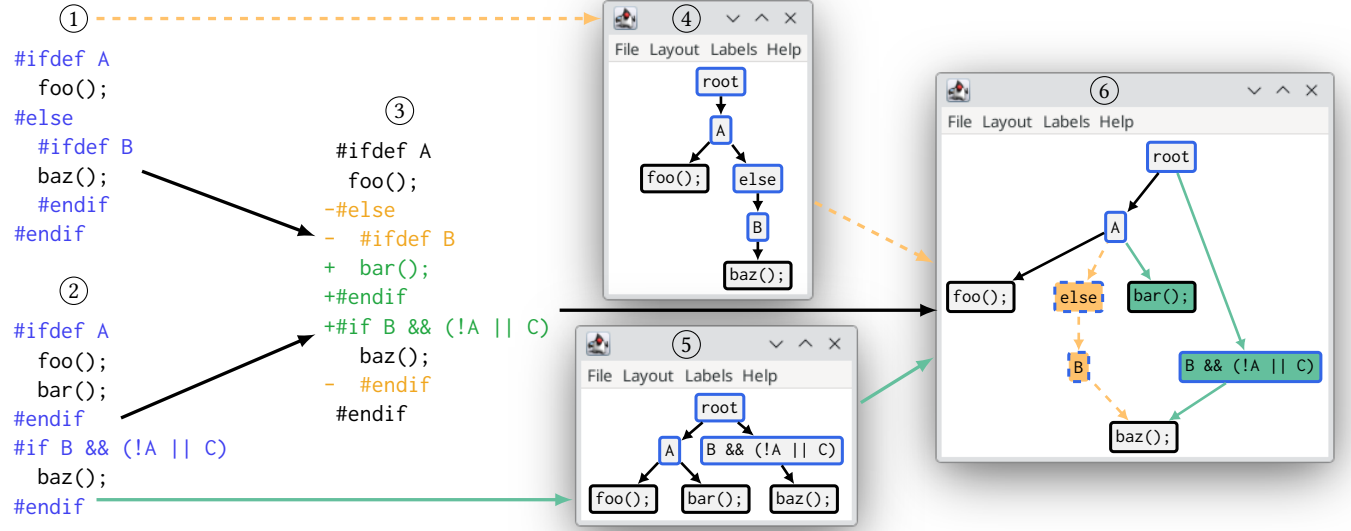 ①
#ifdef A
foo();
#else
#ifdef B
baz();
#endif
#endif
②
#ifdef A
foo();
bar();
#endif
#if B && (!A || C)
baz();
#endif
③
#ifdef A
foo();
-#else
- #ifdef B
+ bar();
+#endif
+#if B && (!A || C)
baz();
- #endif
#endif
④
File Layout Labels Help
root
A
foo(); else
B
baz();
⑤
File Layout Labels Help
root
A B && (!A || C)
foo(); bar(); baz();
⑥
File Layout Labels Help
root
A
foo(); else bar();
B B && (!A || C)
baz();